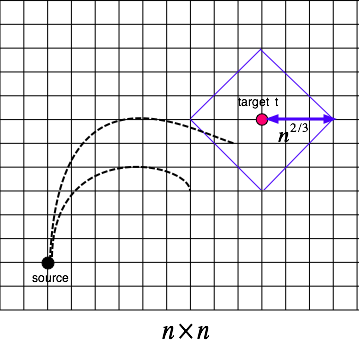 target t
n^{2/3}
source
n×n